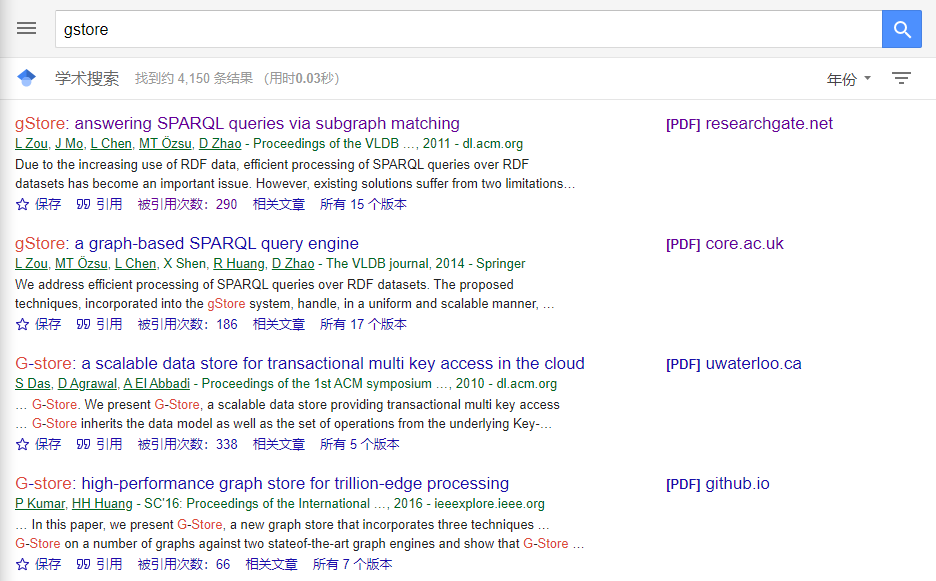 gstore
学术搜索 找到约 4,150 条结果 (用时0.03秒) 年份
gStore: answering SPARQL queries via subgraph matching [PDF] researchgate.net
L Zou, J Mo, L Chen, MT Özsu, D Zhao - Proceedings of the VLDB …, 2011 - dl.acm.org
Due to the increasing use of RDF data, efficient processing of SPARQL queries over RDF
datasets has become an important issue. However, existing solutions suffer from two limitations…
保存 引用 被引用次数：290 相关文章 所有 15 个版本
gStore: a graph-based SPARQL query engine [PDF] core.ac.uk
L Zou, MT Özsu, L Chen, X Shen, R Huang, D Zhao - The VLDB journal, 2014 - Springer
We address efficient processing of SPARQL queries over RDF datasets. The proposed
techniques, incorporated into the gStore system, handle, in a uniform and scalable manner, …
保存 引用 被引用次数：186 相关文章 所有 17 个版本
G-store: a scalable data store for transactional multi key access in the cloud [PDF] uwaterloo.ca
S Das, D Agrawal, A El Abbadi - Proceedings of the 1st ACM symposium …, 2010 - dl.acm.org
… G-Store. We present G-Store, a scalable data store providing transactional multi key access
… G-Store inherits the data model as well as the set of operations from the underlying Key-…
保存 引用 被引用次数：338 相关文章 所有 5 个版本
G-store: high-performance graph store for trillion-edge processing [PDF] github.io
P Kumar, HH Huang - SC'16: Proceedings of the International …, 2016 - ieeexplore.ieee.org
… In this paper, we present G-Store, a new graph store that incorporates three techniques …
G-Store on a number of graphs against two stateof-the-art graph engines and show that G-Store …
保存 引用 被引用次数：66 相关文章 所有 7 个版本